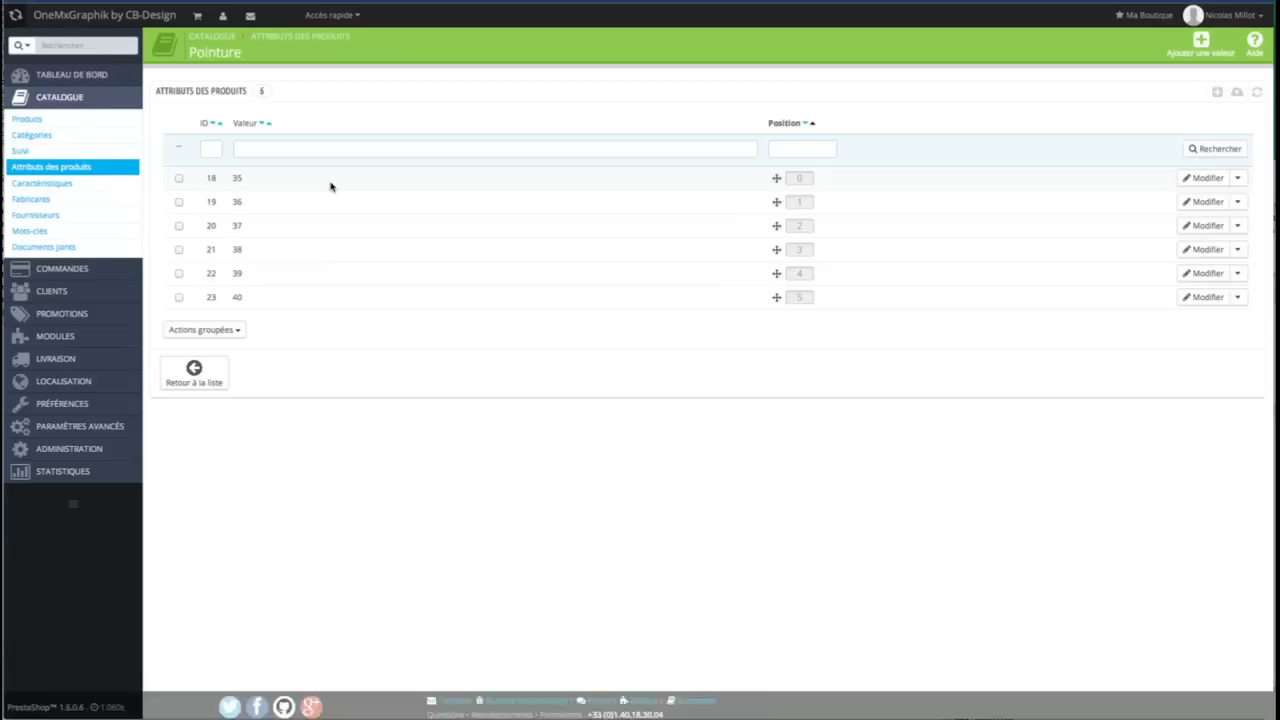 OneMxGraphik by CB-Design Accès rapide Ma Boutique Nicolas Millot
Rechercher
CATALOGUE / ATTRIBUTS DES PRODUITS
Pointure
Ajouter une valeur Aide
TABLEAU DE BORD
CATALOGUE
Produits
Catégories
Suivi
Attributs des produits
Caractéristiques
Fabricants
Fournisseurs
Mots-clés
Documents joints
COMMANDES
CLIENTS
PROMOTIONS
MODULES
LIVRAISON
LOCALISATION
PRÉFÉRENCES
PARAMÈTRES AVANCÉS
ADMINISTRATION
STATISTIQUES
ATTRIBUTS DES PRODUITS 6
ID Valeur Position
-- Rechercher
18 35 0 Modifier
19 36 1 Modifier
20 37 2 Modifier
21 38 3 Modifier
22 39 4 Modifier
23 40 5 Modifier
Actions groupées
Retour à la liste
PrestaShop™ 1.6.0.6 - 1.060s
Questions • Renseignements • Formations +33 (0)1.40.18.30.04